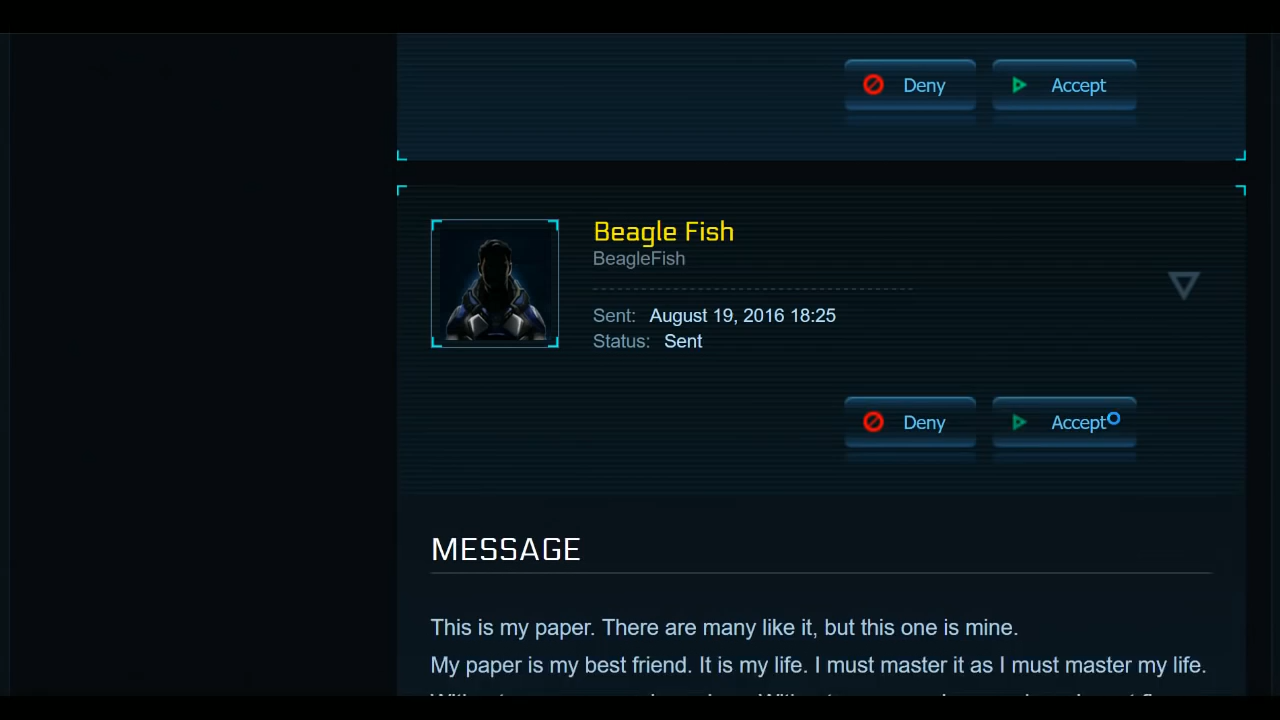 Deny Accept
Beagle Fish
BeagleFish
Sent: August 19, 2016 18:25
Status: Sent
Deny Accept
MESSAGE
This is my paper. There are many like it, but this one is mine.
My paper is my best friend. It is my life. I must master it as I must master my life.